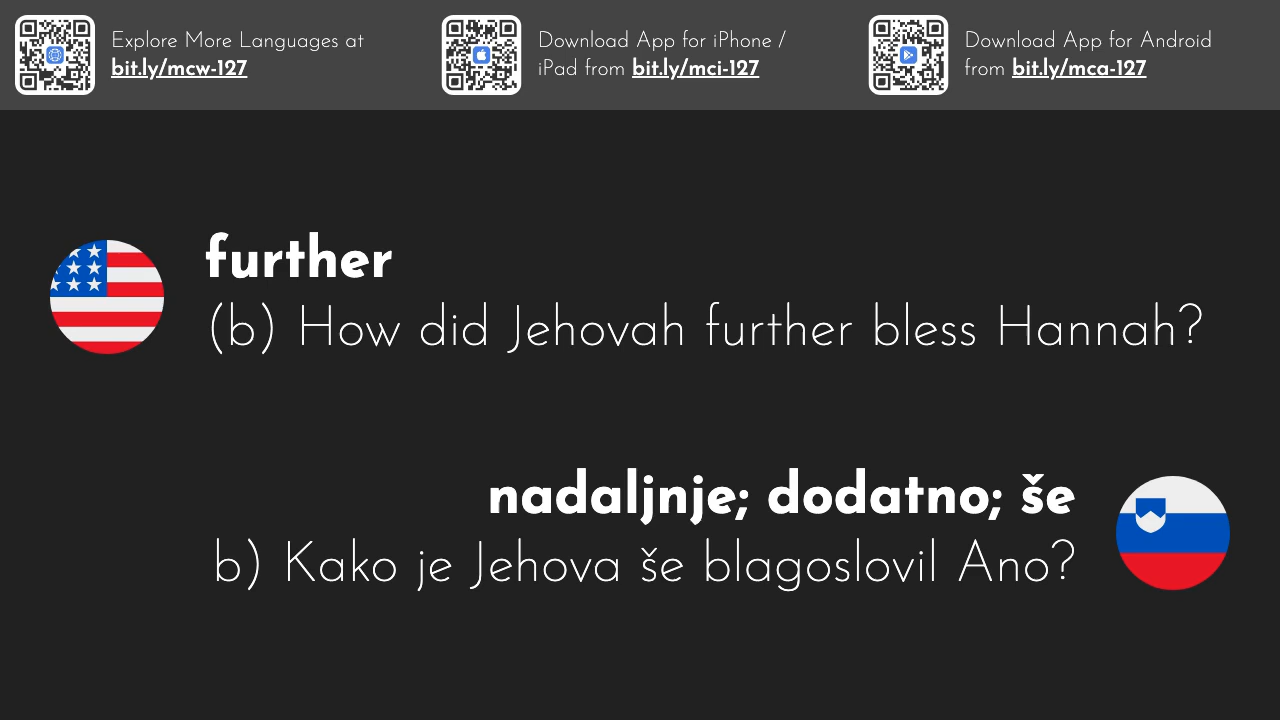 Explore More Languages at
bit.ly/mcw-127
Download App for iPhone /
iPad from bit.ly/mci-127
Download App for Android
from bit.ly/mca-127
further
(b) How did Jehovah further bless Hannah?
nadaljnje; dodatno; še
b) Kako je Jehova še blagoslovil Ano?